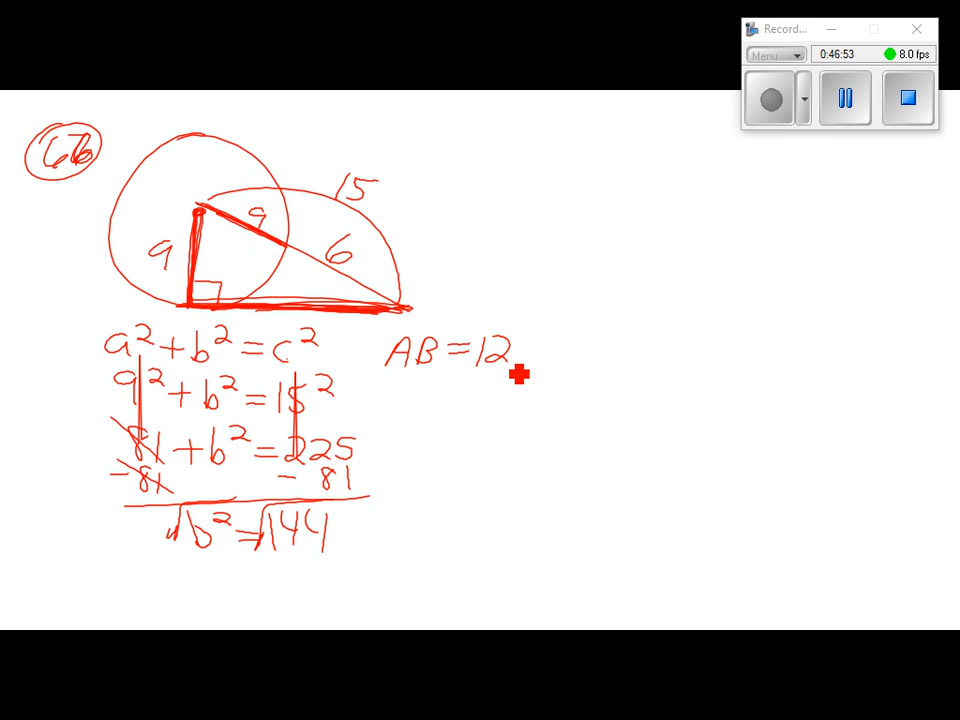 Record...
Menu
0:46:53
8.0 fps
15
9
6
9
a² + b² = c²
AB = 12
9² + b² = 15²
81 + b² = 225
- 81 - 81
√b² = √144